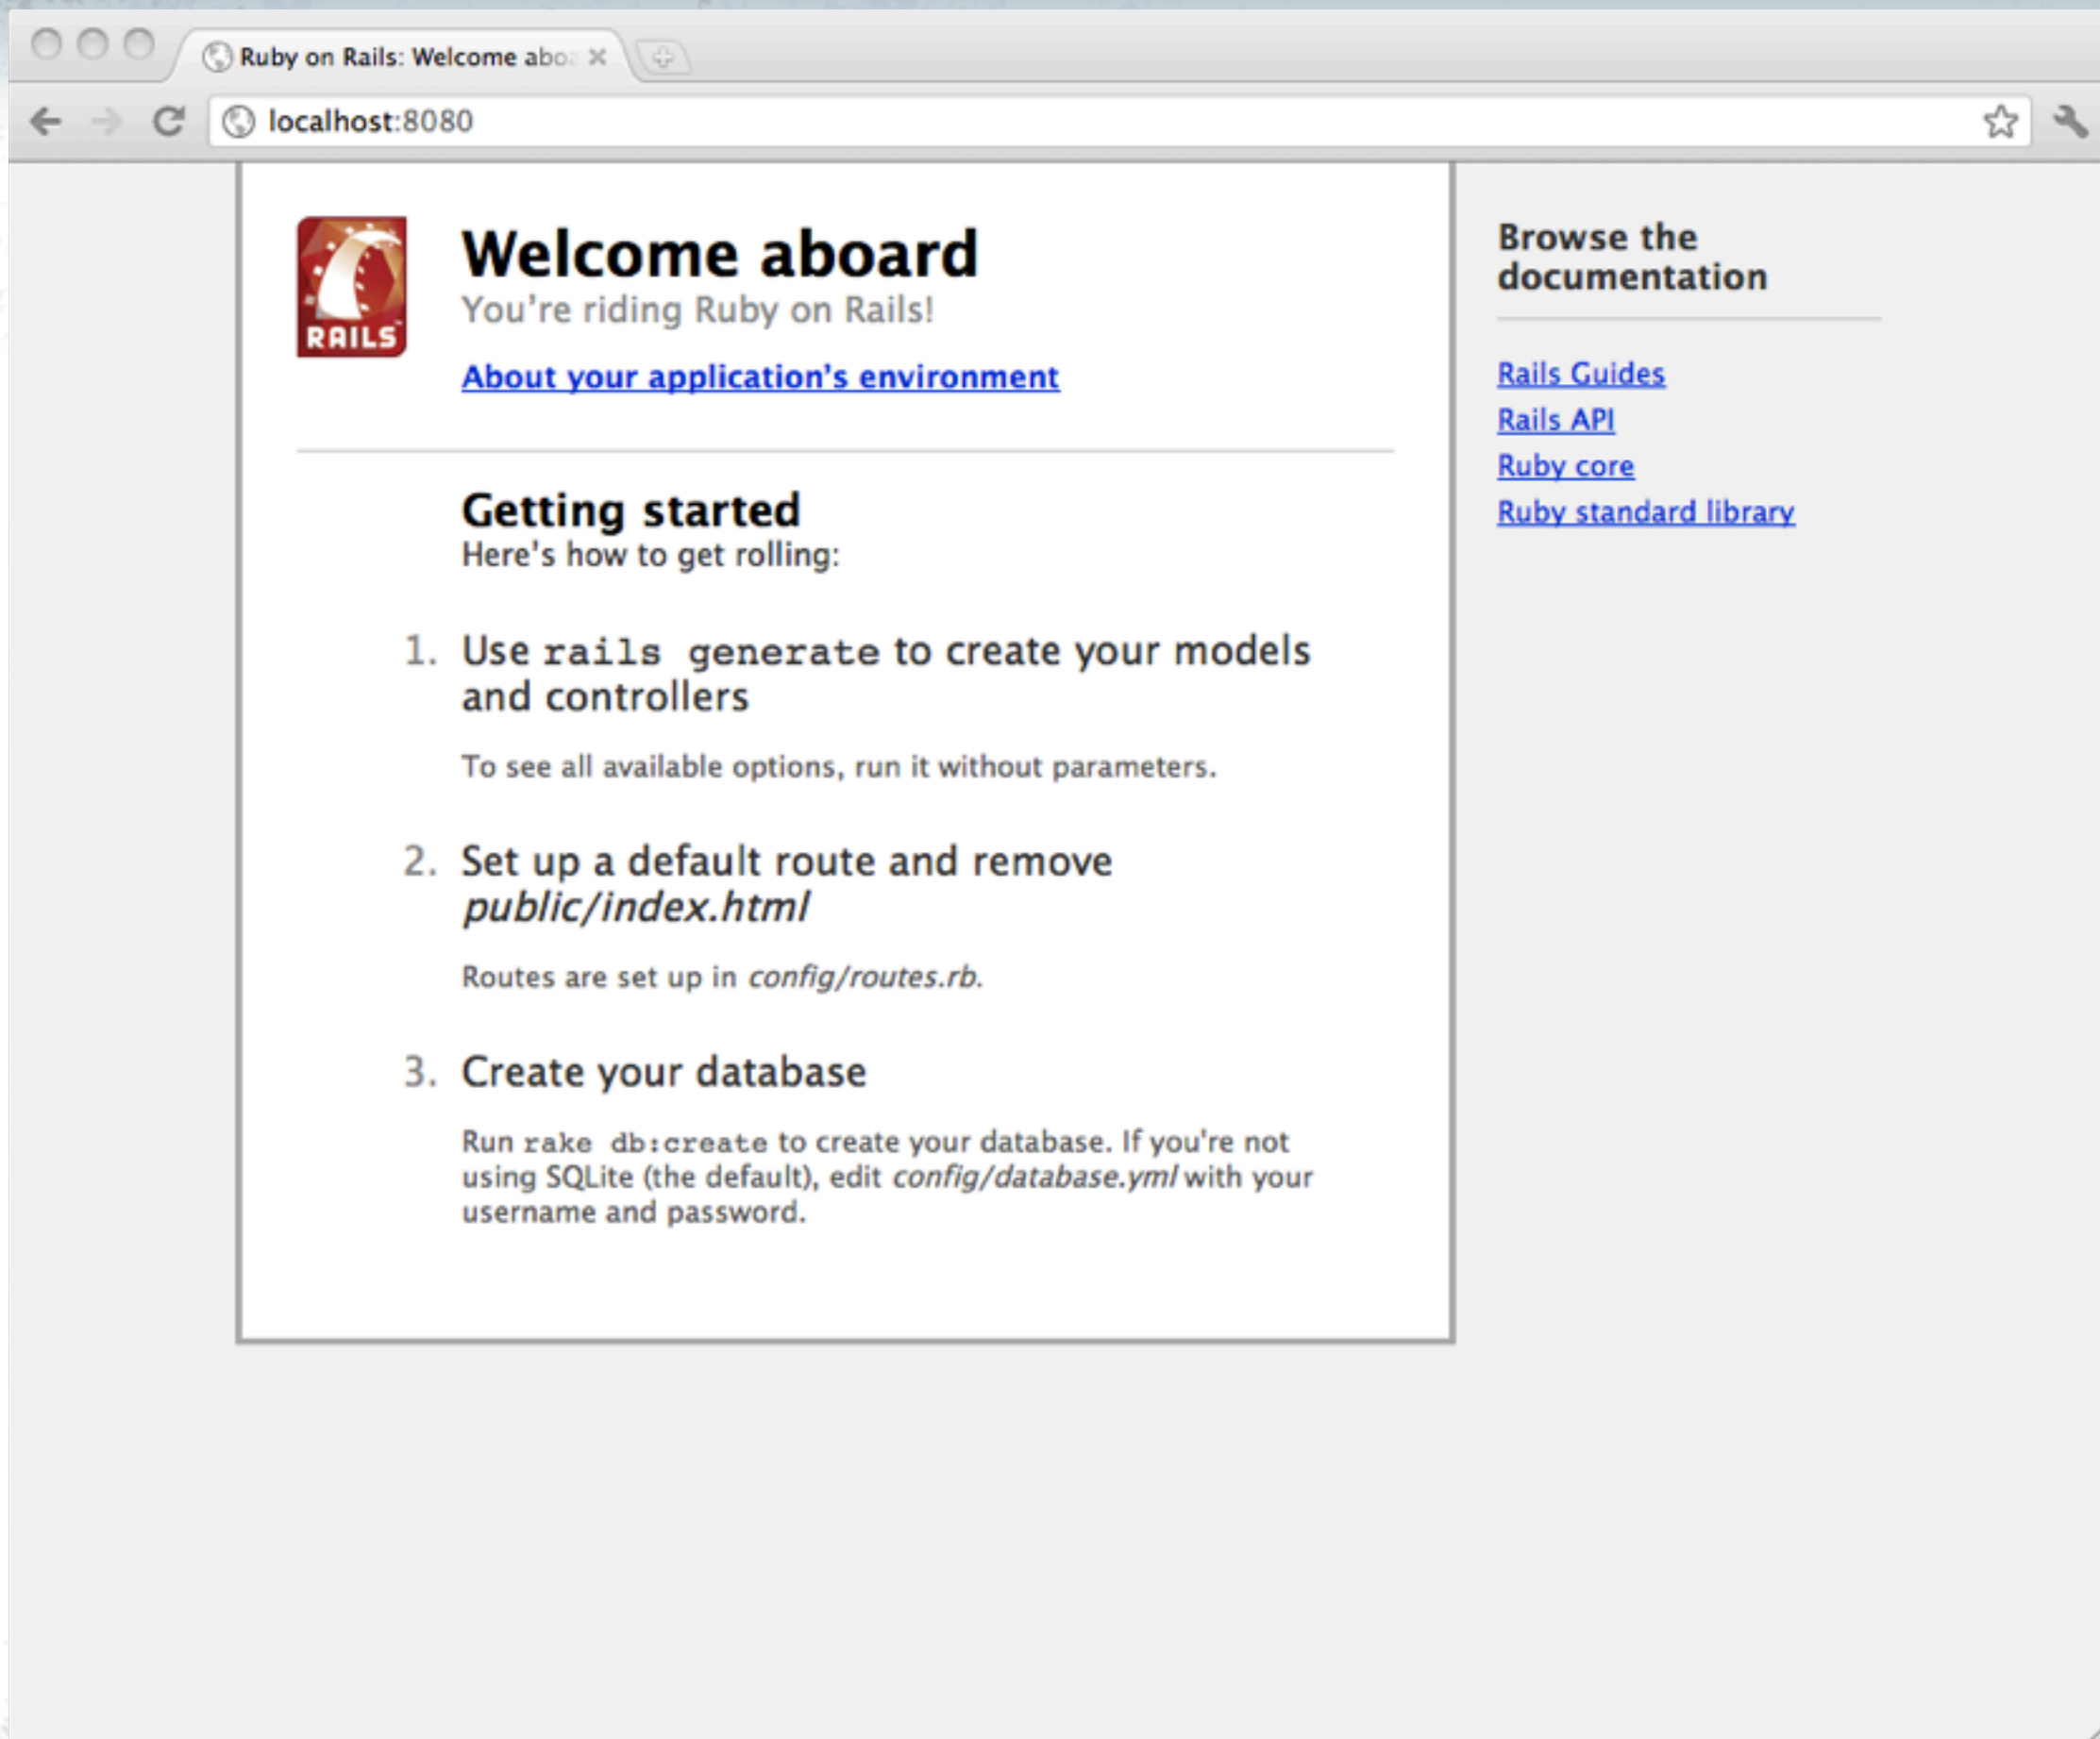 Ruby on Rails: Welcome aboa
localhost:8080
RAILS
Welcome aboard
You're riding Ruby on Rails!
About your application's environment
Getting started
Here's how to get rolling:
1. Use rails generate to create your models
and controllers
To see all available options, run it without parameters.
2. Set up a default route and remove
public/index.html
Routes are set up in config/routes.rb.
3. Create your database
Run rake db:create to create your database. If you're not
using SQLite (the default), edit config/database.yml with your
username and password.
Browse the
documentation
Rails Guides
Rails API
Ruby core
Ruby standard library